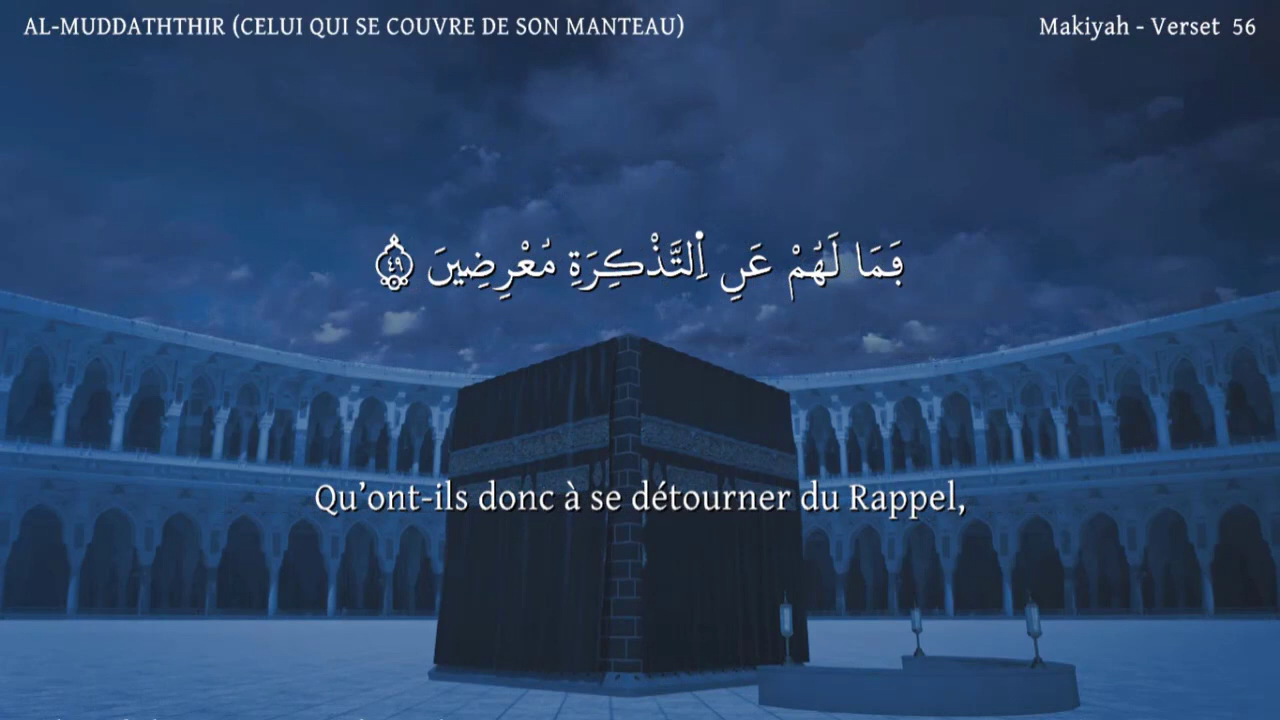 AL-MUDDATHTHIR (CELUI QUI SE COUVRE DE SON MANTEAU)
Makiyah - Verset 56
فَمَا لَهُمْ عَنِ اِ۬لتَّذْكِرَةِ مُعْرِضِينَ ۝٤٩
Qu’ont-ils donc à se détourner du Rappel,